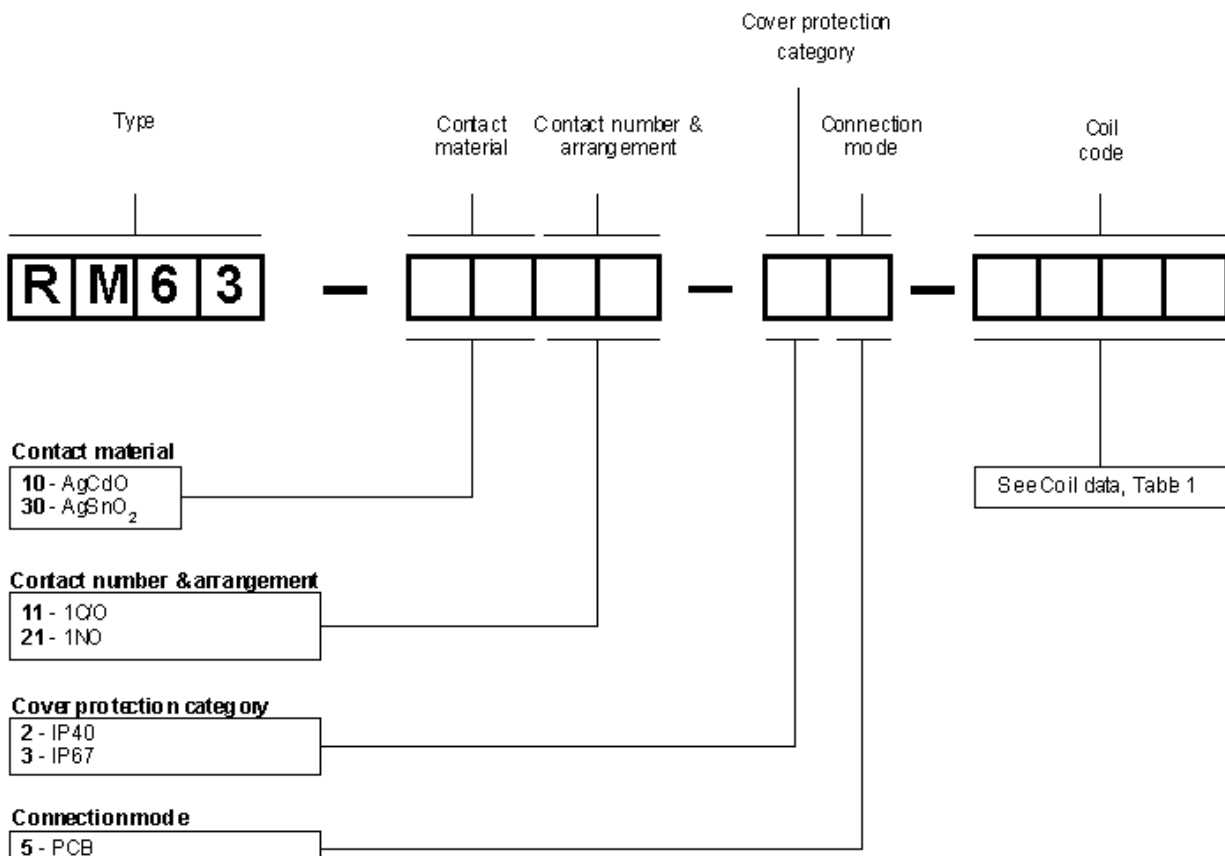 Cover protection
category
Type
Contact
material
Contact number &
arrangement
Connection
mode
Coil
code
RM63 – – –
Contact material
10 - AgCdO
30 - AgSnO2
See Coil data, Table 1
Contact number & arrangement
11 - 1C/O
21 - 1NO
Cover protection category
2 - IP40
3 - IP67
Connection mode
5 - PCB